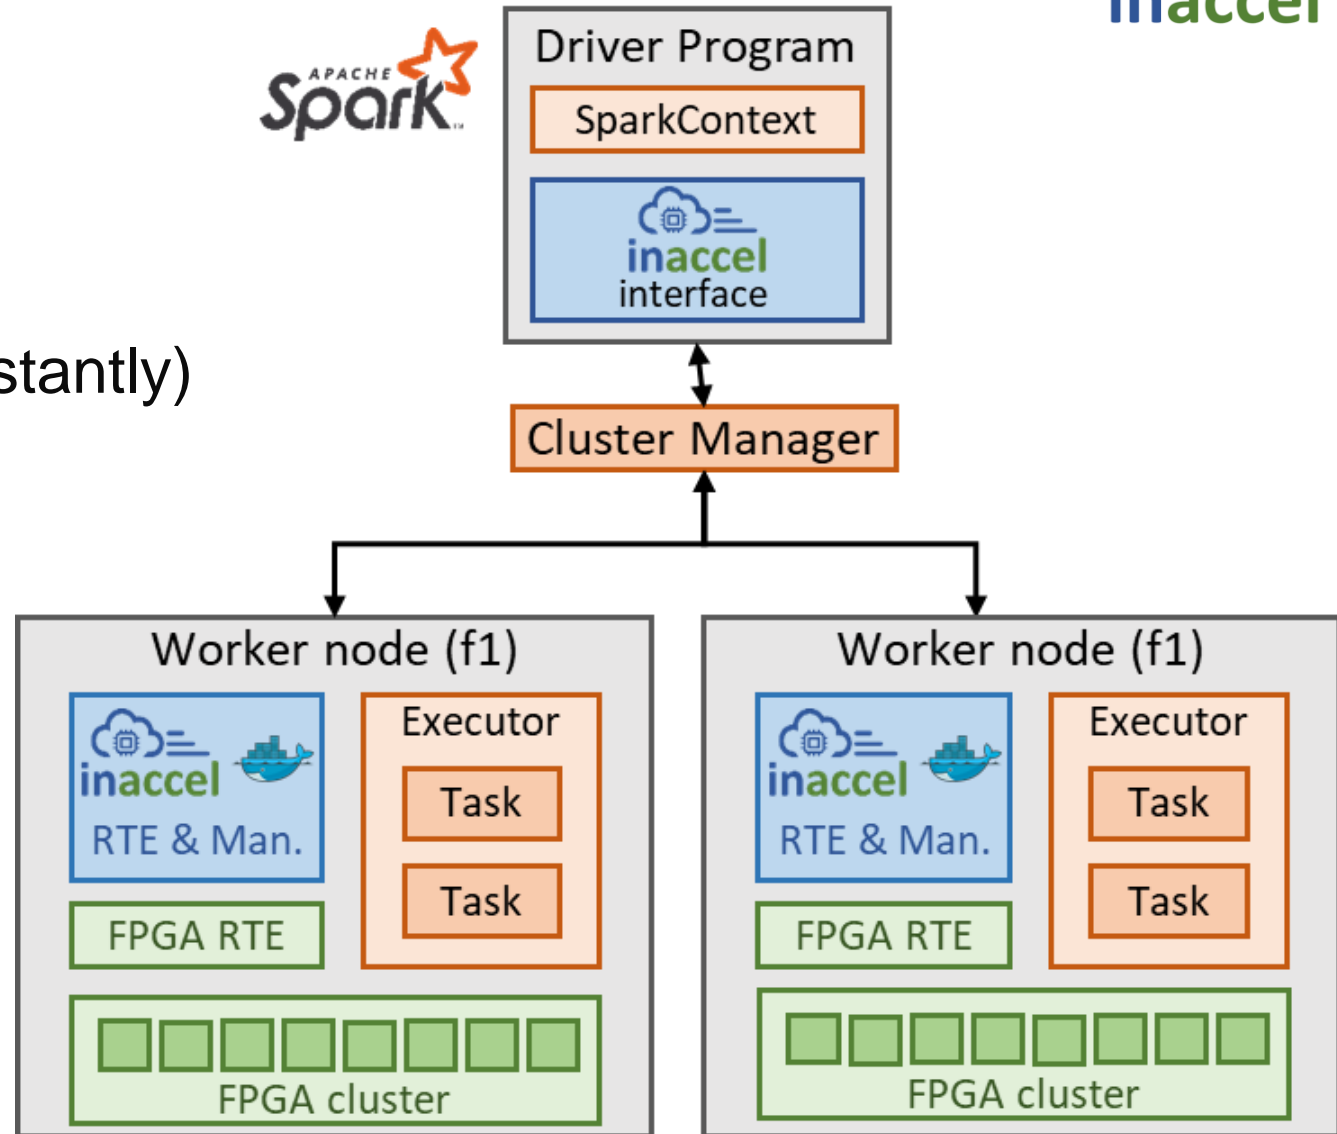 inaccel
Driver Program
APACHE
Spark
SparkContext
inaccel
interface
stantly)
Cluster Manager
Worker node (f1)
inaccel
RTE & Man.
Executor
Task
Task
FPGA RTE
FPGA cluster
Worker node (f1)
inaccel
RTE & Man.
Executor
Task
Task
FPGA RTE
FPGA cluster